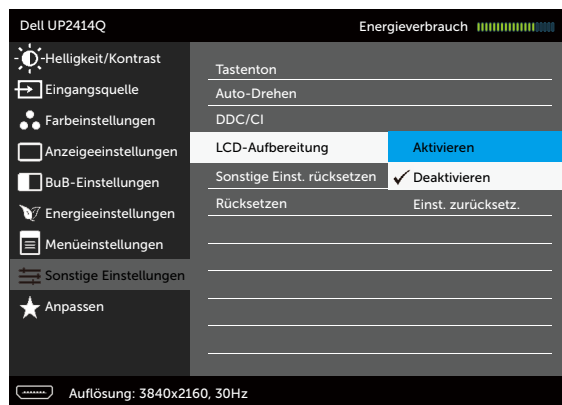 Dell UP2414Q
Energieverbrauch
Helligkeit/Kontrast
Eingangsquelle
Farbeinstellungen
Anzeigeeinstellungen
BuB-Einstellungen
Energieeinstellungen
Menüeinstellungen
Sonstige Einstellungen
Anpassen
Tastenton
Auto-Drehen
DDC/CI
LCD-Aufbereitung
Aktivieren
Sonstige Einst. rücksetzen
Deaktivieren
Rücksetzen
Einst. zurücksetz.
Auflösung: 3840x2160, 30Hz